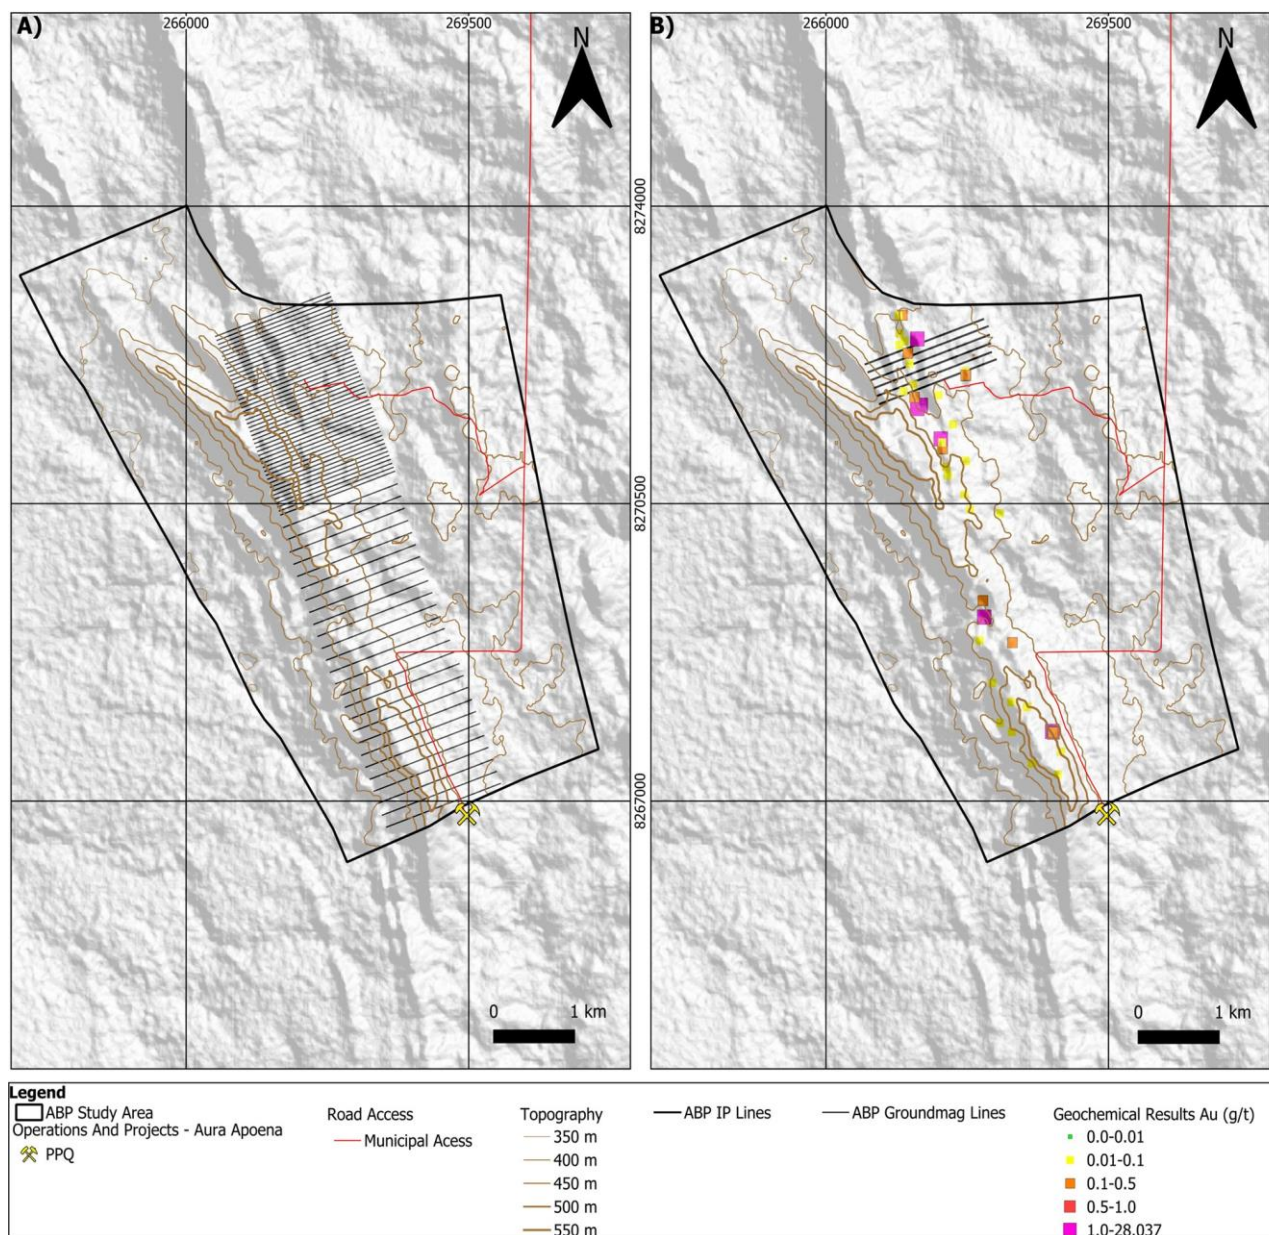 A)
266000
269500
N
B)
266000
269500
N
8274000
8270500
8267000
0 1 km
0 1 km
Legend
ABP Study Area
Operations And Projects - Aura Apoena
PPQ
Road Access
Municipal Acess
Topography
350 m
400 m
450 m
500 m
550 m
ABP IP Lines
ABP Groundmag Lines
Geochemical Results Au (g/t)
0.0-0.01
0.01-0.1
0.1-0.5
0.5-1.0
1.0-28.037